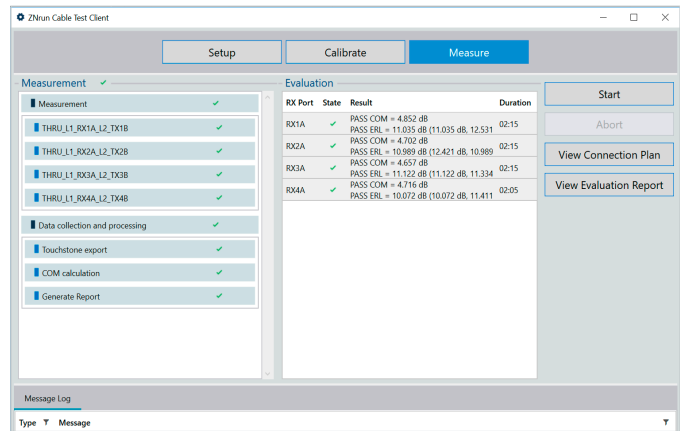 ZNrun Cable Test Client
Setup
Calibrate
Measure
Measurement
Measurement
THRU_L1_RX1A_L2_TX1B
THRU_L1_RX2A_L2_TX2B
THRU_L1_RX3A_L2_TX3B
THRU_L1_RX4A_L2_TX4B
Data collection and processing
Touchstone export
COM calculation
Generate Report
Evaluation
RX Port State Result Duration
RX1A PASS COM = 4.852 dB
PASS ERL = 11.035 dB (11.035 dB, 12.531 02:15
RX2A PASS COM = 4.702 dB
PASS ERL = 10.989 dB (12.421 dB, 10.989 02:15
RX3A PASS COM = 4.657 dB
PASS ERL = 11.122 dB (11.122 dB, 11.334 02:15
RX4A PASS COM = 4.716 dB
PASS ERL = 10.072 dB (10.072 dB, 11.411 02:05
Start
Abort
View Connection Plan
View Evaluation Report
Message Log
Type Message